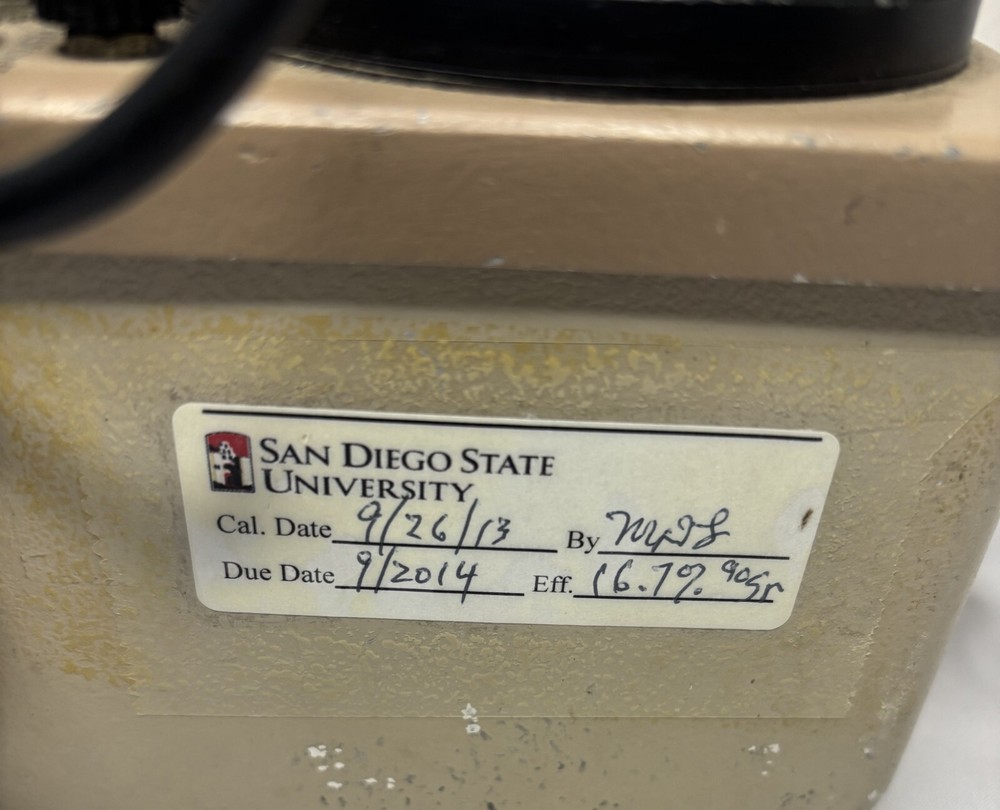 SAN DIEGO STATE
UNIVERSITY
Cal. Date 9/26/13 By
Due Date 9/2014 Eff. 16.7% 90Sr